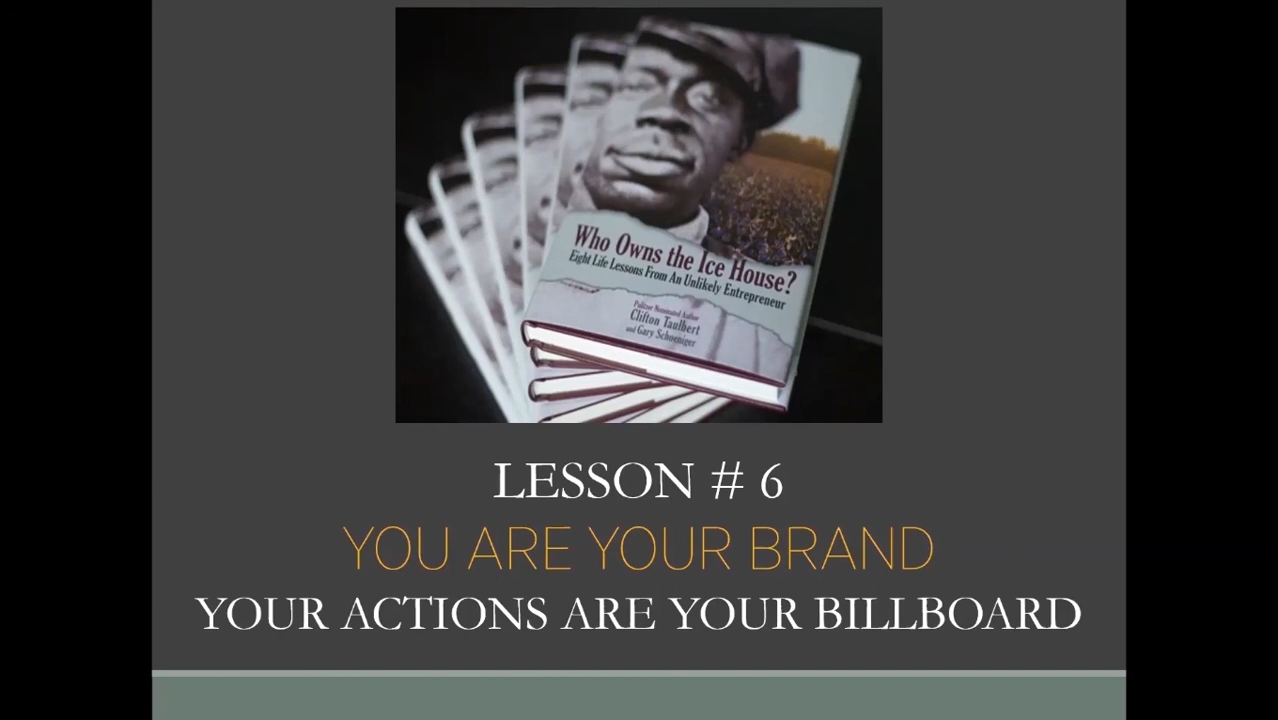 Who Owns the Ice House?
Eight Life Lessons From An Unlikely Entrepreneur
Pulitzer Nominated Author
Clifton Taulbert
and Gary Schoeniger
LESSON # 6
YOU ARE YOUR BRAND
YOUR ACTIONS ARE YOUR BILLBOARD